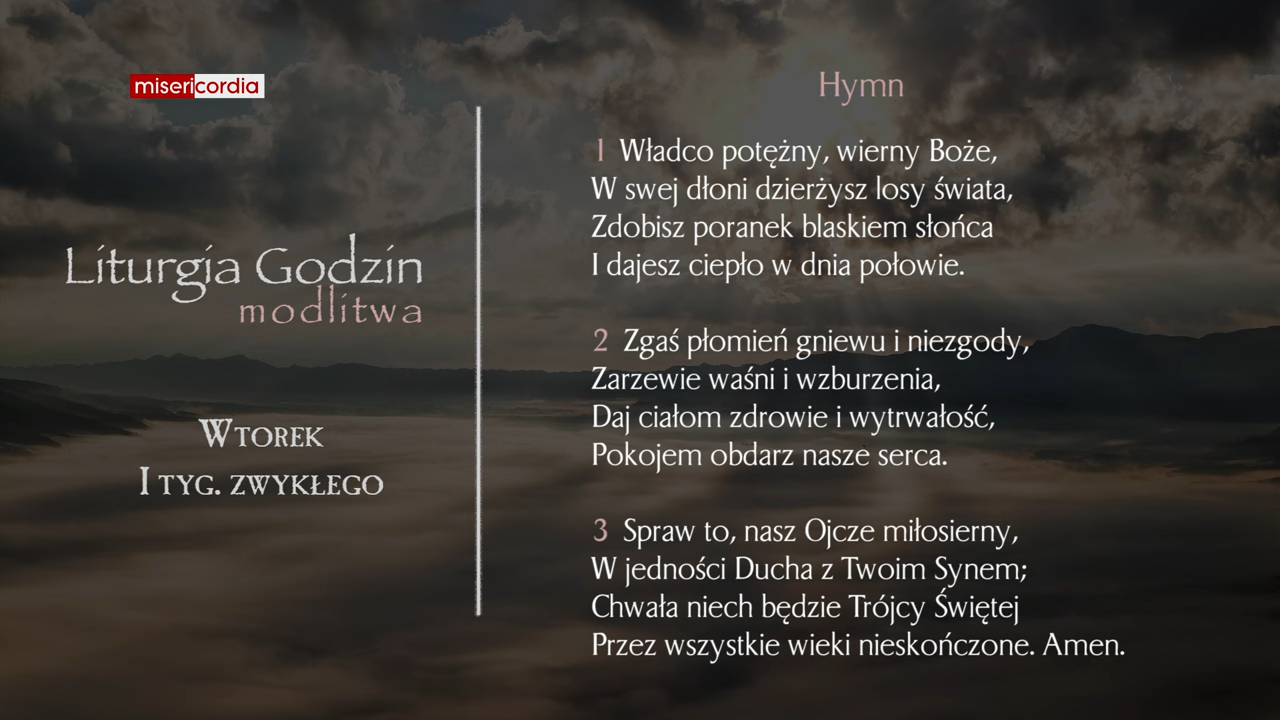 misericordia
Liturgia Godzin
modlitwa
Wtorek
I tyg. zwykłego
Hymn
1 Władco potężny, wierny Boże,
W swej dłoni dzierżysz losy świata,
Zdobisz poranek blaskiem słońca
I dajesz ciepło w dnia połowie.
2 Zgaś płomień gniewu i niezgody,
Zarzewie waśni i wzburzenia,
Daj ciałom zdrowie i wytrwałość,
Pokojem obdarz nasze serca.
3 Spraw to, nasz Ojcze miłosierny,
W jedności Ducha z Twoim Synem;
Chwała niech będzie Trójcy Świętej
Przez wszystkie wieki nieskończone. Amen.